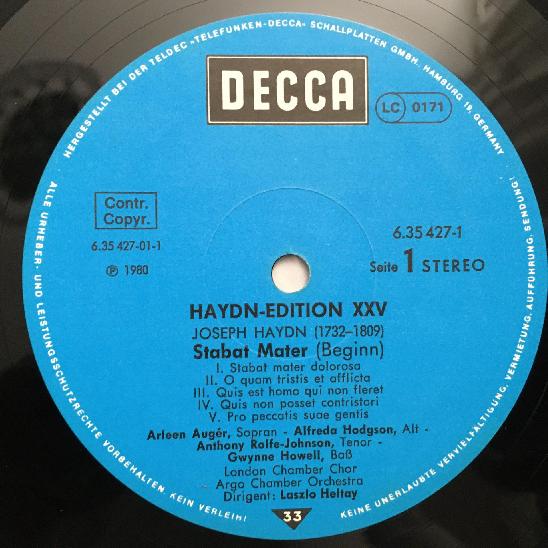 HERGESTELLT BEI DER TELDEC »TELEFUNKEN-DECCA« SCHALLPLATTEN GMBH. HAMBURG 19, GERMANY
DECCA
LC 0171
Contr.
Copyr.
6.35 427-01-1
℗ 1980
6.35 427-1
Seite 1 STEREO
HAYDN-EDITION XXV
JOSEPH HAYDN (1732–1809)
Stabat Mater (Beginn)
I. Stabat mater dolorosa
II. O quam tristis et afflicta
III. Quis est homo qui non fleret
IV. Quis non posset contristari
V. Pro peccatis suae gentis
Arleen Augér, Sopran - Alfreda Hodgson, Alt -
Anthony Rolfe-Johnson, Tenor -
Gwynne Howell, Baß
London Chamber Chor
Argo Chamber Orchestra
Dirigent: Laszlo Heltay
33
ALLE URHEBER- UND LEISTUNGSSCHUTZRECHTE VORBEHALTEN KEIN VERLEIH! KEINE UNERLAUBTE VERVIELFÄLTIGUNG, VERMIETUNG, AUFFÜHRUNG, SENDUNG!